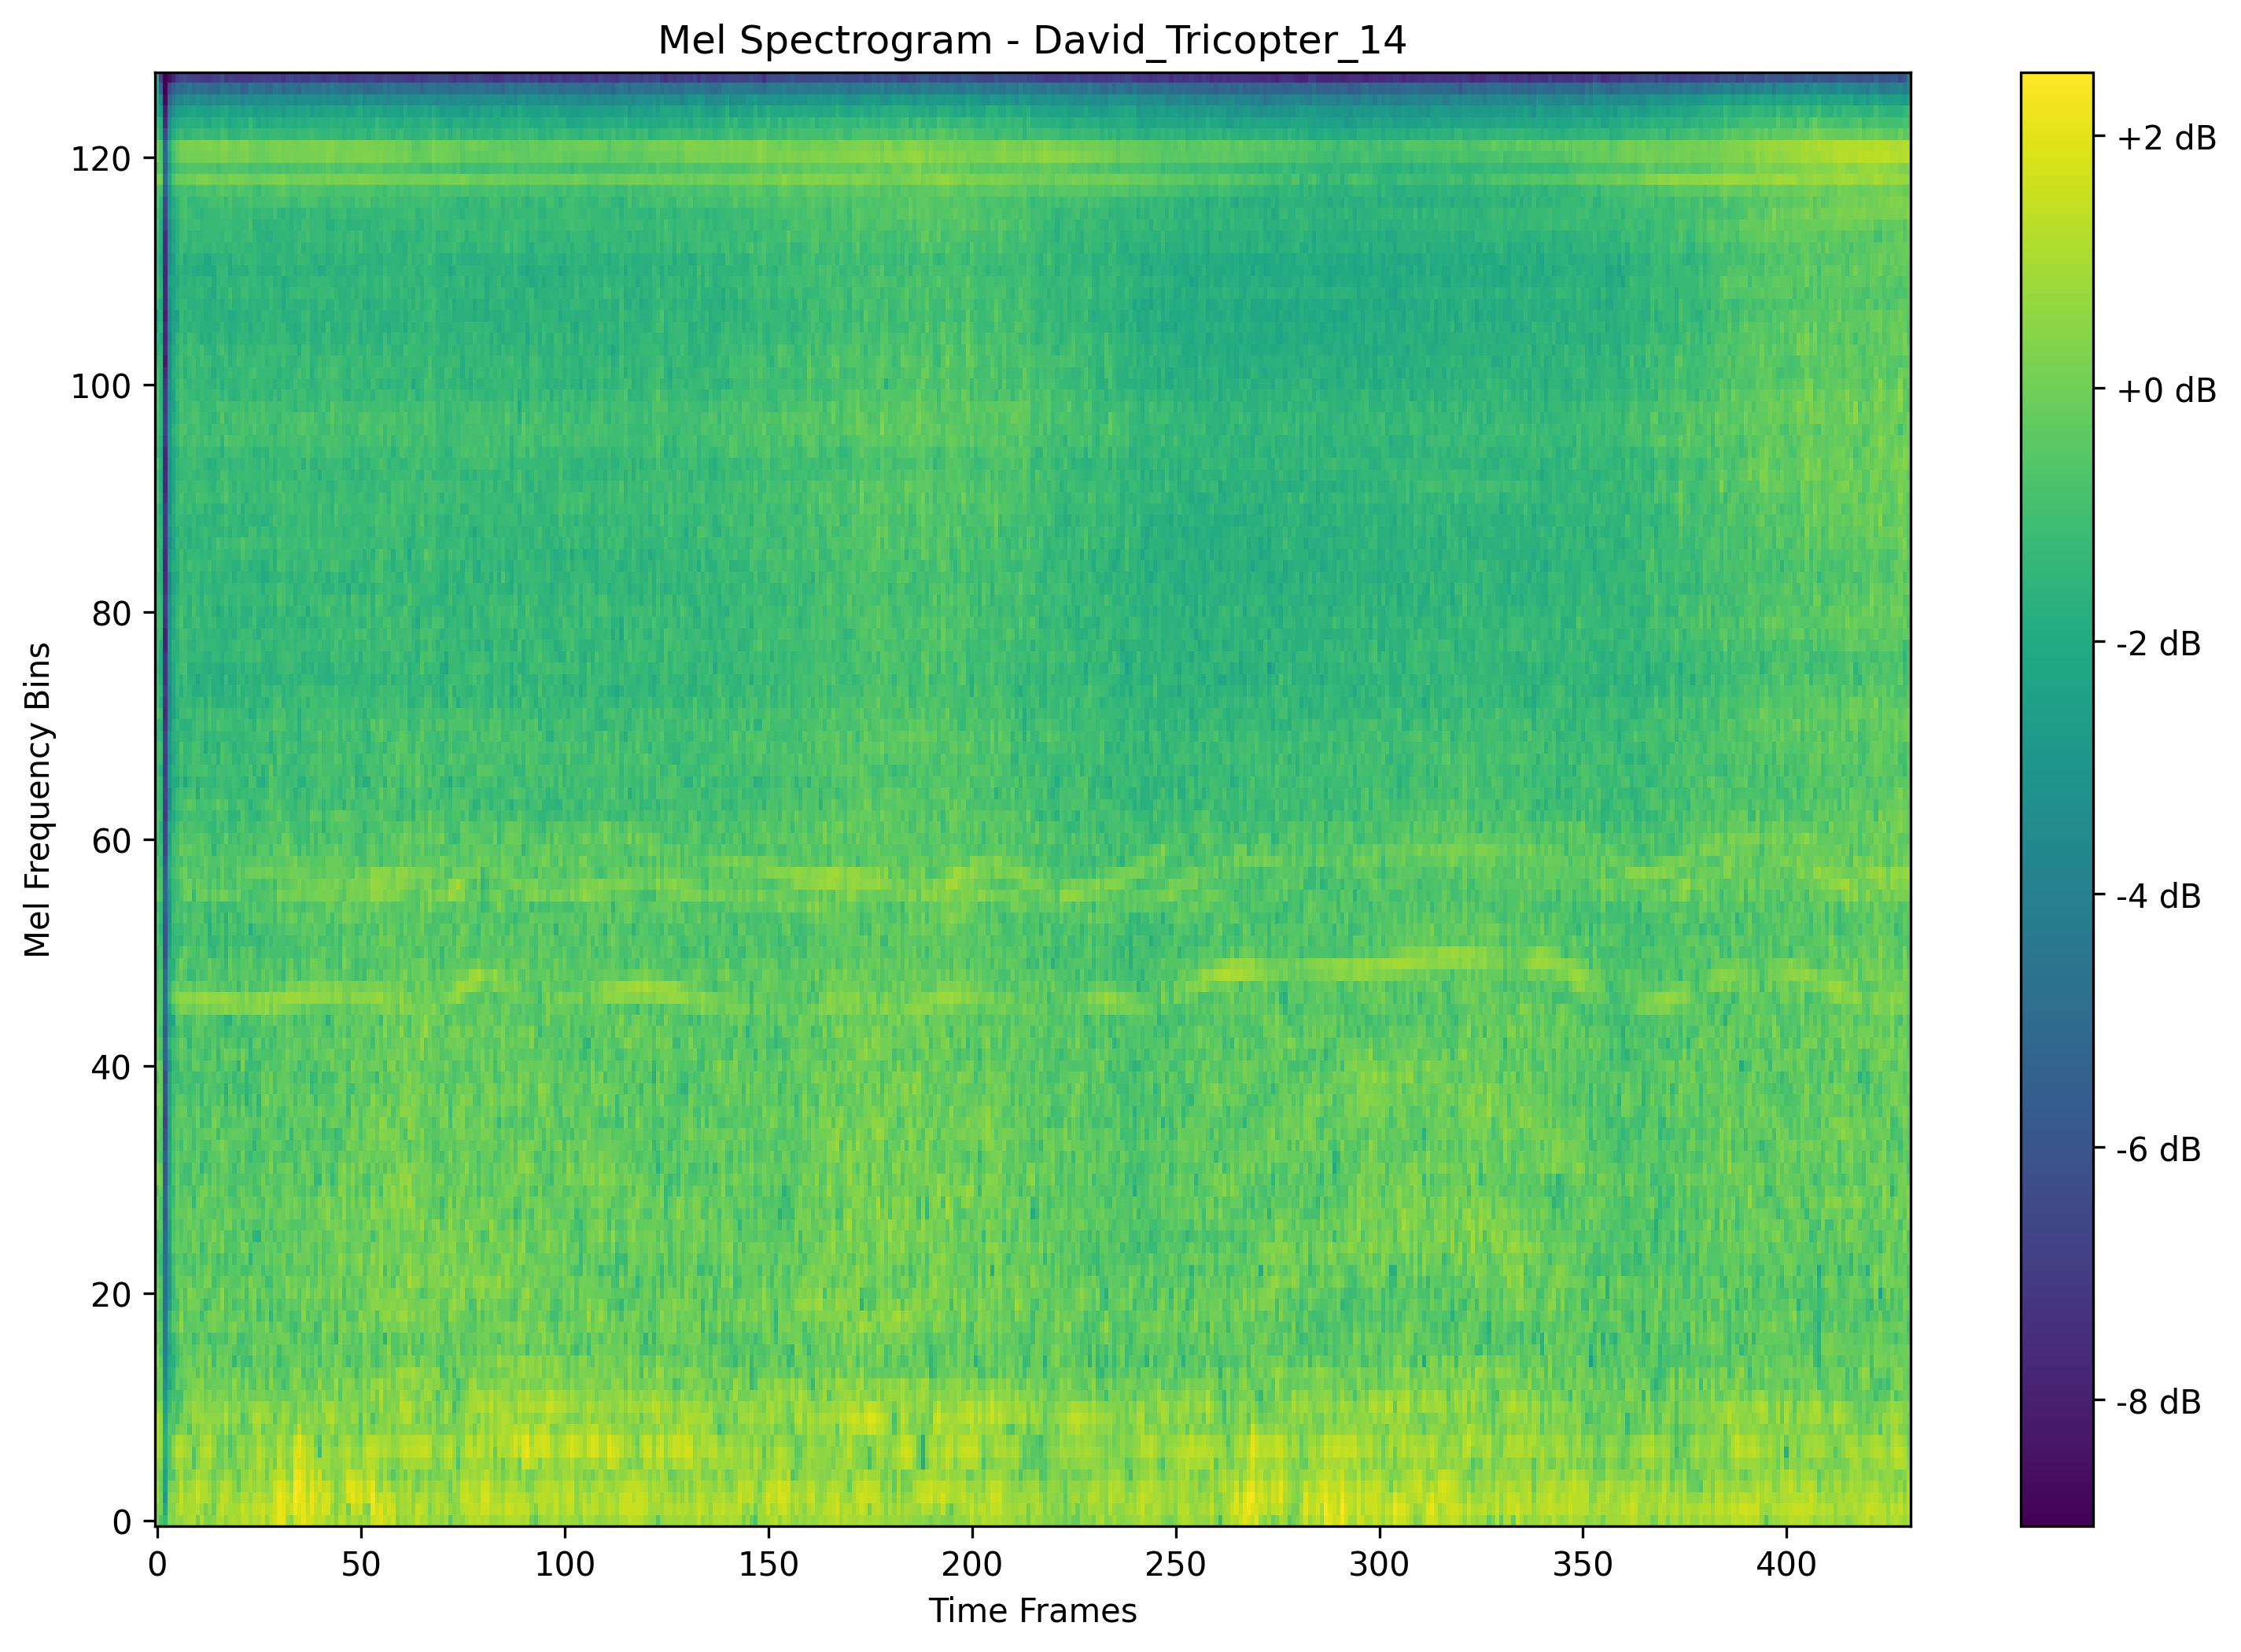 Mel Spectrogram - David_Tricopter_14
Mel Frequency Bins
120
100
80
60
40
20
0
0 50 100 150 200 250 300 350 400
Time Frames
+2 dB
+0 dB
-2 dB
-4 dB
-6 dB
-8 dB